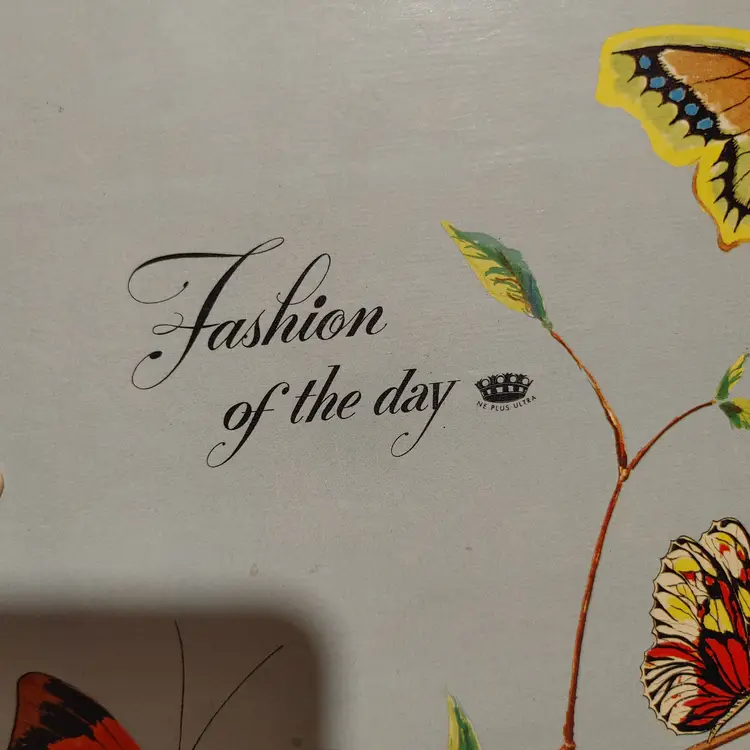 Fashion
of the day
NE PLUS ULTRA